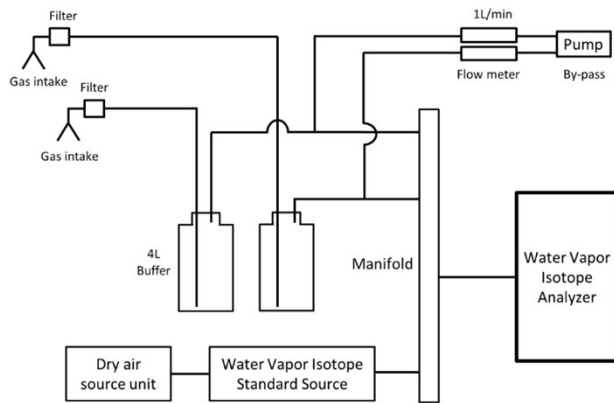 Filter
1L/min
Pump
Gas intake
Flow meter
By-pass
Filter
Gas intake
4L
Buffer
Manifold
Water Vapor
Isotope
Analyzer
Dry air
source unit
Water Vapor Isotope
Standard Source